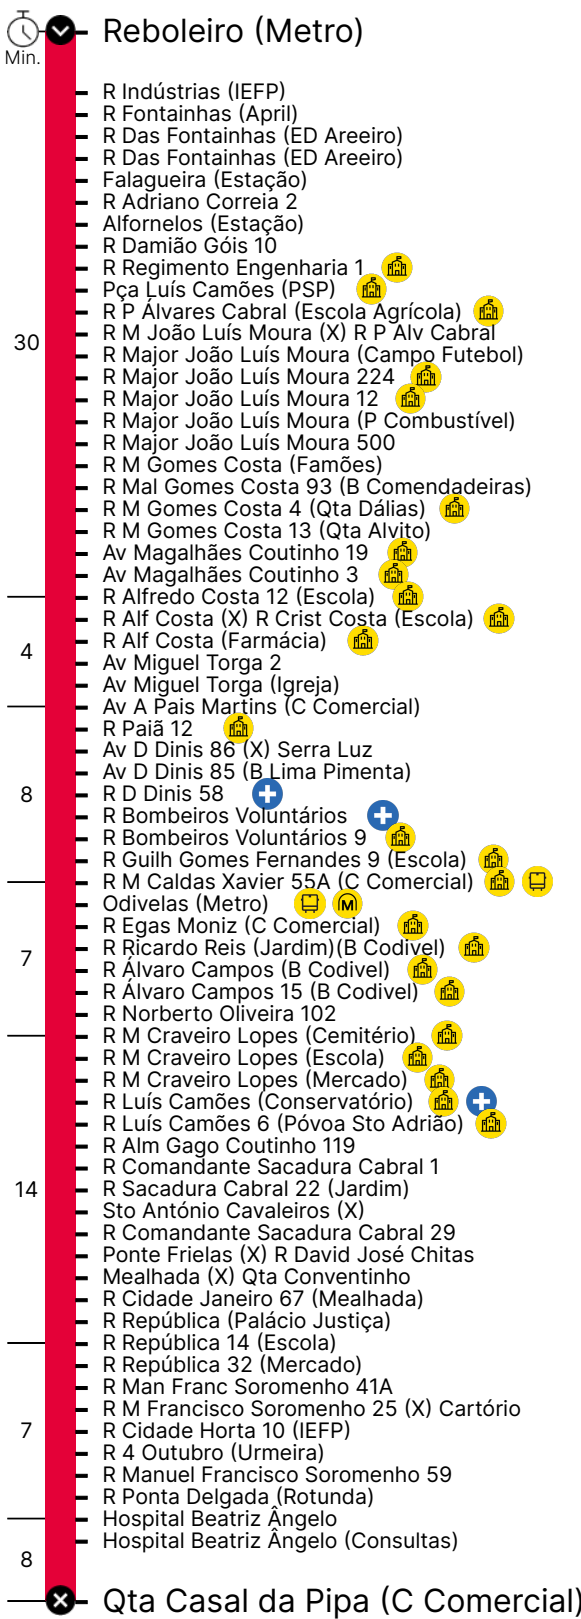 Reboleiro (Metro)
Min.
R Indústrias (IEFP)
R Fontainhas (April)
R Das Fontainhas (ED Areeiro)
R Das Fontainhas (ED Areeiro)
Falagueira (Estação)
R Adriano Correia 2
Alfornelos (Estação)
R Damião Góis 10
R Regimento Engenharia 1
Pça Luís Camões (PSP)
R P Álvares Cabral (Escola Agrícola)
R M João Luís Moura (X) R P Alv Cabral
30
R Major João Luís Moura (Campo Futebol)
R Major João Luís Moura 224
R Major João Luís Moura 12
R Major João Luís Moura (P Combustível)
R Major João Luís Moura 500
R M Gomes Costa (Famões)
R Mal Gomes Costa 93 (B Comendadeiras)
R M Gomes Costa 4 (Qta Dálias)
R M Gomes Costa 13 (Qta Alvito)
Av Magalhães Coutinho 19
Av Magalhães Coutinho 3
R Alfredo Costa 12 (Escola)
R Alf Costa (X) R Crist Costa (Escola)
R Alf Costa (Farmácia)
4
Av Miguel Torga 2
Av Miguel Torga (Igreja)
Av A Pais Martins (C Comercial)
R Paiã 12
Av D Dinis 86 (X) Serra Luz
Av D Dinis 85 (B Lima Pimenta)
8
R D Dinis 58
R Bombeiros Voluntários
R Bombeiros Voluntários 9
R Guilh Gomes Fernandes 9 (Escola)
R M Caldas Xavier 55A (C Comercial)
Odivelas (Metro)
R Egas Moniz (C Comercial)
R Ricardo Reis (Jardim)(B Codivel)
7
R Álvaro Campos (B Codivel)
R Álvaro Campos 15 (B Codivel)
R Norberto Oliveira 102
R M Craveiro Lopes (Cemitério)
R M Craveiro Lopes (Escola)
R M Craveiro Lopes (Mercado)
R Luís Camões (Conservatório)
R Luís Camões 6 (Póvoa Sto Adrião)
R Alm Gago Coutinho 119
R Comandante Sacadura Cabral 1
14
R Sacadura Cabral 22 (Jardim)
Sto António Cavaleiros (X)
R Comandante Sacadura Cabral 29
Ponte Frielas (X) R David José Chitas
Mealhada (X) Qta Conventinho
R Cidade Janeiro 67 (Mealhada)
R República (Palácio Justiça)
R República 14 (Escola)
R República 32 (Mercado)
R Man Franc Soromenho 41A
R M Francisco Soromenho 25 (X) Cartório
7
R Cidade Horta 10 (IEFP)
R 4 Outubro (Urmeira)
R Manuel Francisco Soromenho 59
R Ponta Delgada (Rotunda)
Hospital Beatriz Ângelo
Hospital Beatriz Ângelo (Consultas)
8
Qta Casal da Pipa (C Comercial)